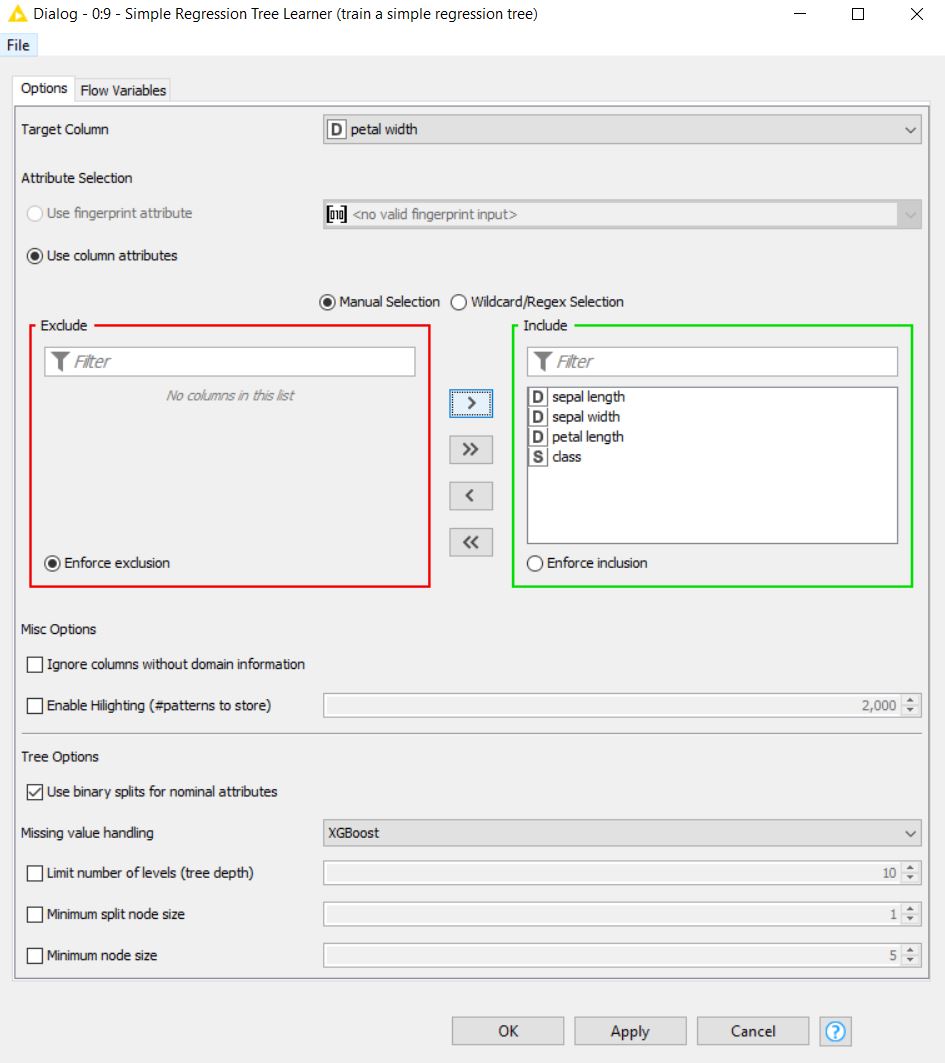 Dialog - 0:9 - Simple Regression Tree Learner (train a simple regression tree)
File
Options Flow Variables
Target Column D petal width
Attribute Selection
Use fingerprint attribute [010] <no valid fingerprint input>
Use column attributes
Manual Selection Wildcard/Regex Selection
Exclude
Filter
No columns in this list
Enforce exclusion
>
>>
<
<<
Include
Filter
D sepal length
D sepal width
D petal length
S class
Enforce inclusion
Misc Options
Ignore columns without domain information
Enable Hilighting (#patterns to store) 2,000
Tree Options
Use binary splits for nominal attributes
Missing value handling XGBoost
Limit number of levels (tree depth) 10
Minimum split node size 1
Minimum node size 5
OK Apply Cancel ?